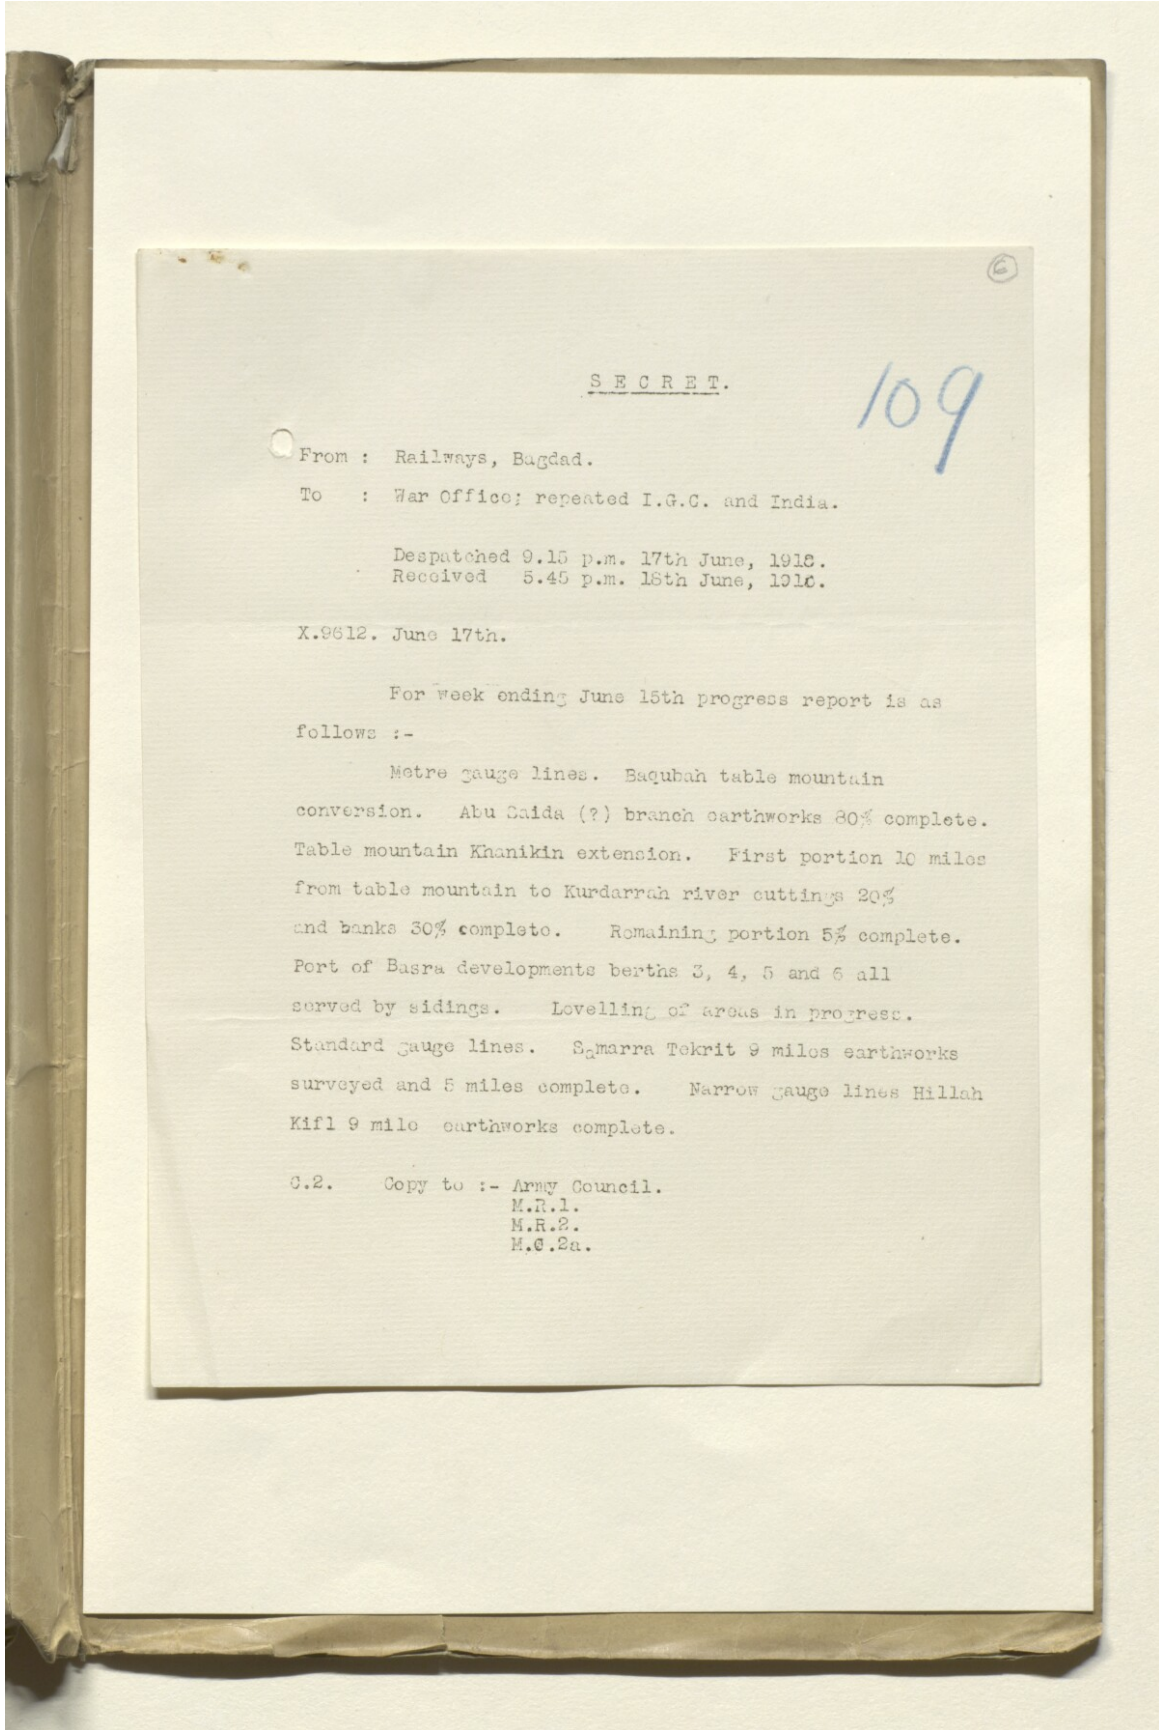 6
S E C R E T.
109
From : Railways, Bagdad.
To : War Office; repeated I.G.C. and India.
Despatched 9.15 p.m. 17th June, 1918.
Received 5.45 p.m. 18th June, 1918.
X.9612. June 17th.
For week ending June 15th progress report is as
follows :-
Metre gauge lines. Baqubah table mountain
conversion. Abu Saida (?) branch earthworks 80% complete.
Table mountain Khanikin extension. First portion 10 miles
from table mountain to Kurdarrah river cuttings 20%
and banks 30% complete. Remaining portion 5% complete.
Port of Basra developments berths 3, 4, 5 and 6 all
served by sidings. Levelling of areas in progress.
Standard gauge lines. Samarra Tekrit 9 miles earthworks
surveyed and 5 miles complete. Narrow gauge lines Hillah
Kifl 9 mile earthworks complete.
C.2. Copy to :- Army Council.
M.R.1.
M.R.2.
M.O.2a.